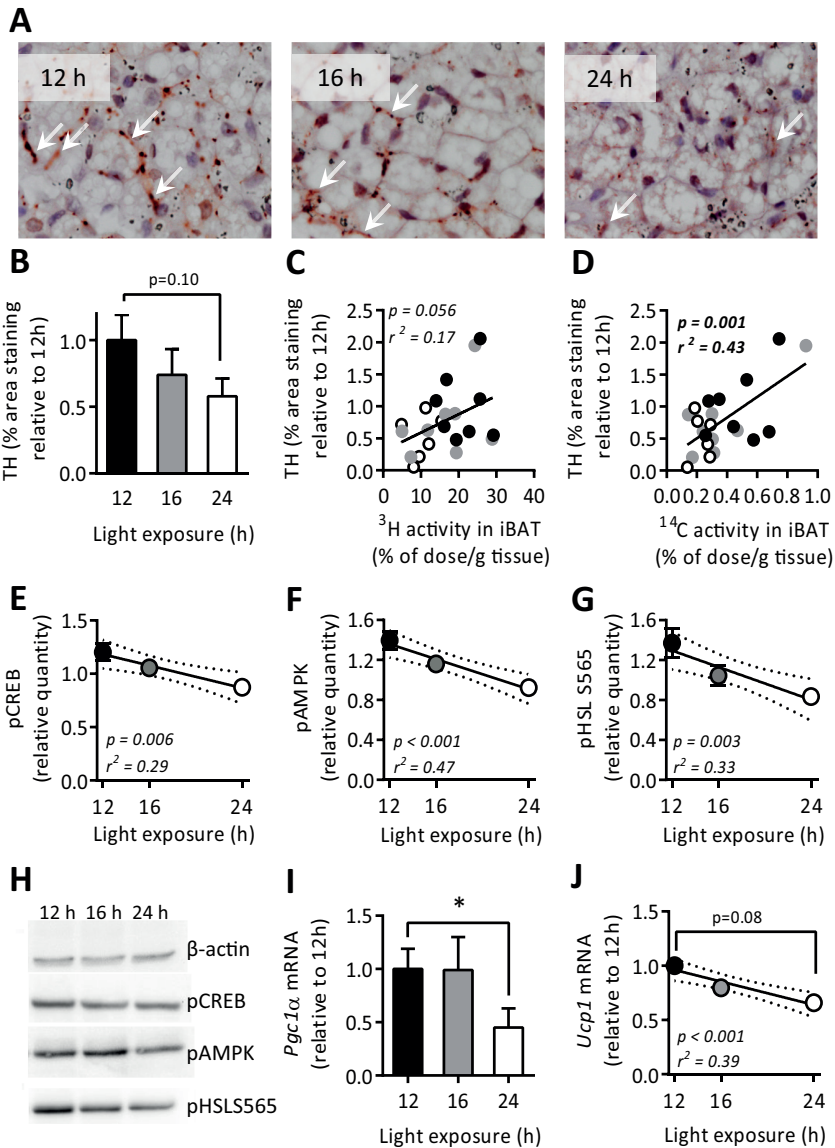 A
12 h
16 h
24 h
B
TH (% area staining
relative to 12h)
p=0.10
1.0
0.5
0.0
12 16 24
Light exposure (h)
C
TH (% area staining
relative to 12h)
p = 0.056
r 2 = 0.17
2.5
2.0
1.5
1.0
0.5
0.0
0 10 20 30 40
3H activity in iBAT
(% of dose/g tissue)
D
TH (% area staining
relative to 12h)
p = 0.001
r 2 = 0.43
2.5
2.0
1.5
1.0
0.5
0.0
0.0 0.2 0.4 0.6 0.8 1.0
14C activity in iBAT
(% of dose/g tissue)
E
pCREB
(relative quantity)
1.5
1.0
0.5
0.0
p = 0.006
r2 = 0.29
12 16 24
Light exposure (h)
F
pAMPK
(relative quantity)
1.6
1.2
0.8
0.4
0.0
p < 0.001
r2 = 0.47
12 16 24
Light exposure (h)
G
pHSL S565
(relative quantity)
1.6
1.2
0.8
0.4
0.0
p = 0.003
r2 = 0.33
12 16 24
Light exposure (h)
H
12 h 16 h 24 h
β-actin
pCREB
pAMPK
pHSLS565
I
Pgc1α mRNA
(relative to 12h)
*
1.5
1.0
0.5
0.0
12 16 24
Light exposure (h)
J
Ucp1 mRNA
(relative to 12h)
p=0.08
1.5
1.0
0.5
0.0
p < 0.001
r2 = 0.39
12 16 24
Light exposure (h)